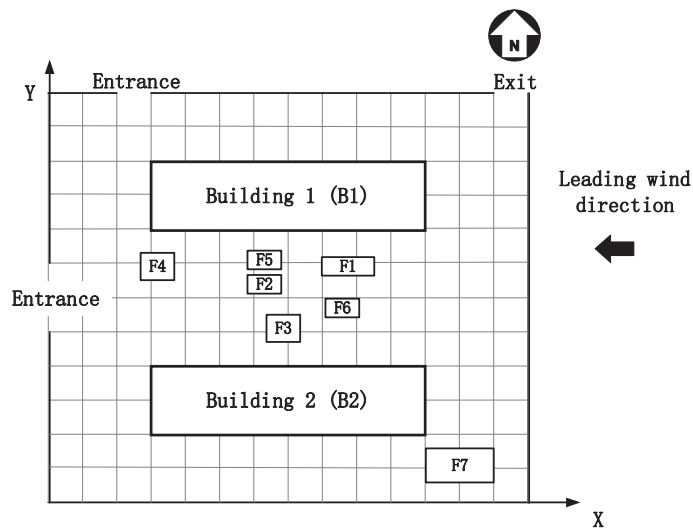 N
Y
Entrance
Exit
Building 1 (B1)
Leading wind
direction
F4
F5
F1
F2
Entrance
F6
F3
Building 2 (B2)
F7
X